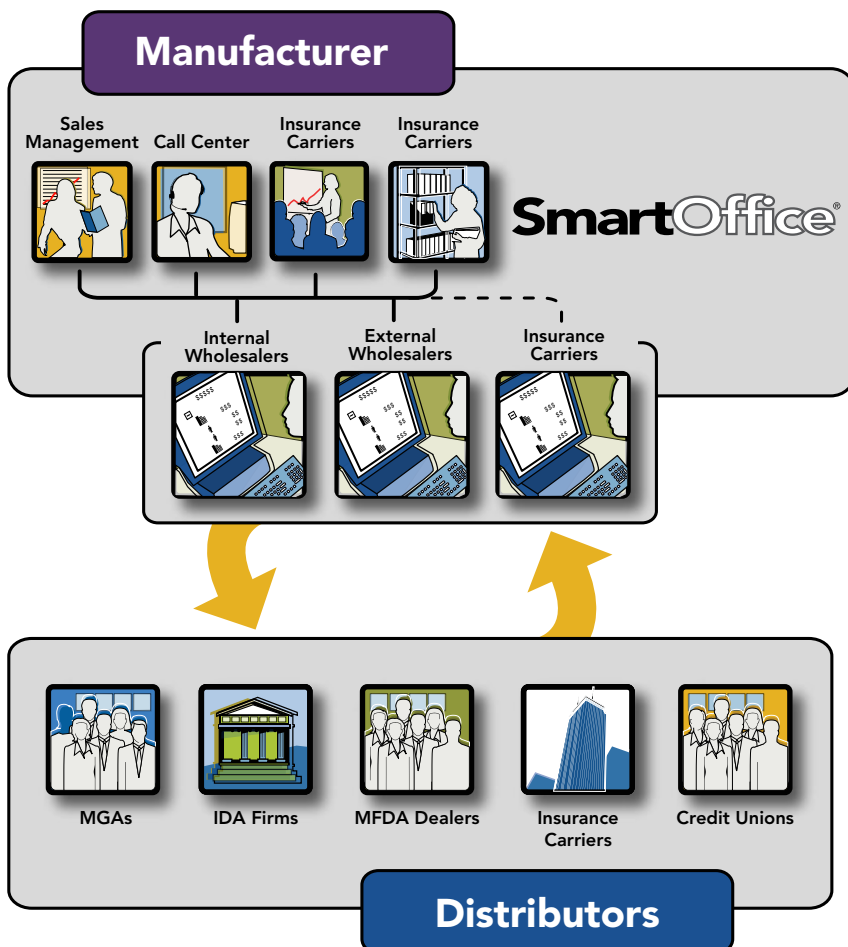 Manufacturer
Sales
Management
Call Center
Insurance
Carriers
Insurance
Carriers
SmartOffice®
Internal
Wholesalers
External
Wholesalers
Insurance
Carriers
$$$$$
$$$
$$
$$
$$$
$$$$$
$$$
$$
$$
$$$
$$$$$
$$$
$$
$$
$$$
MGAs
IDA Firms
MFDA Dealers
Insurance
Carriers
Credit Unions
Distributors